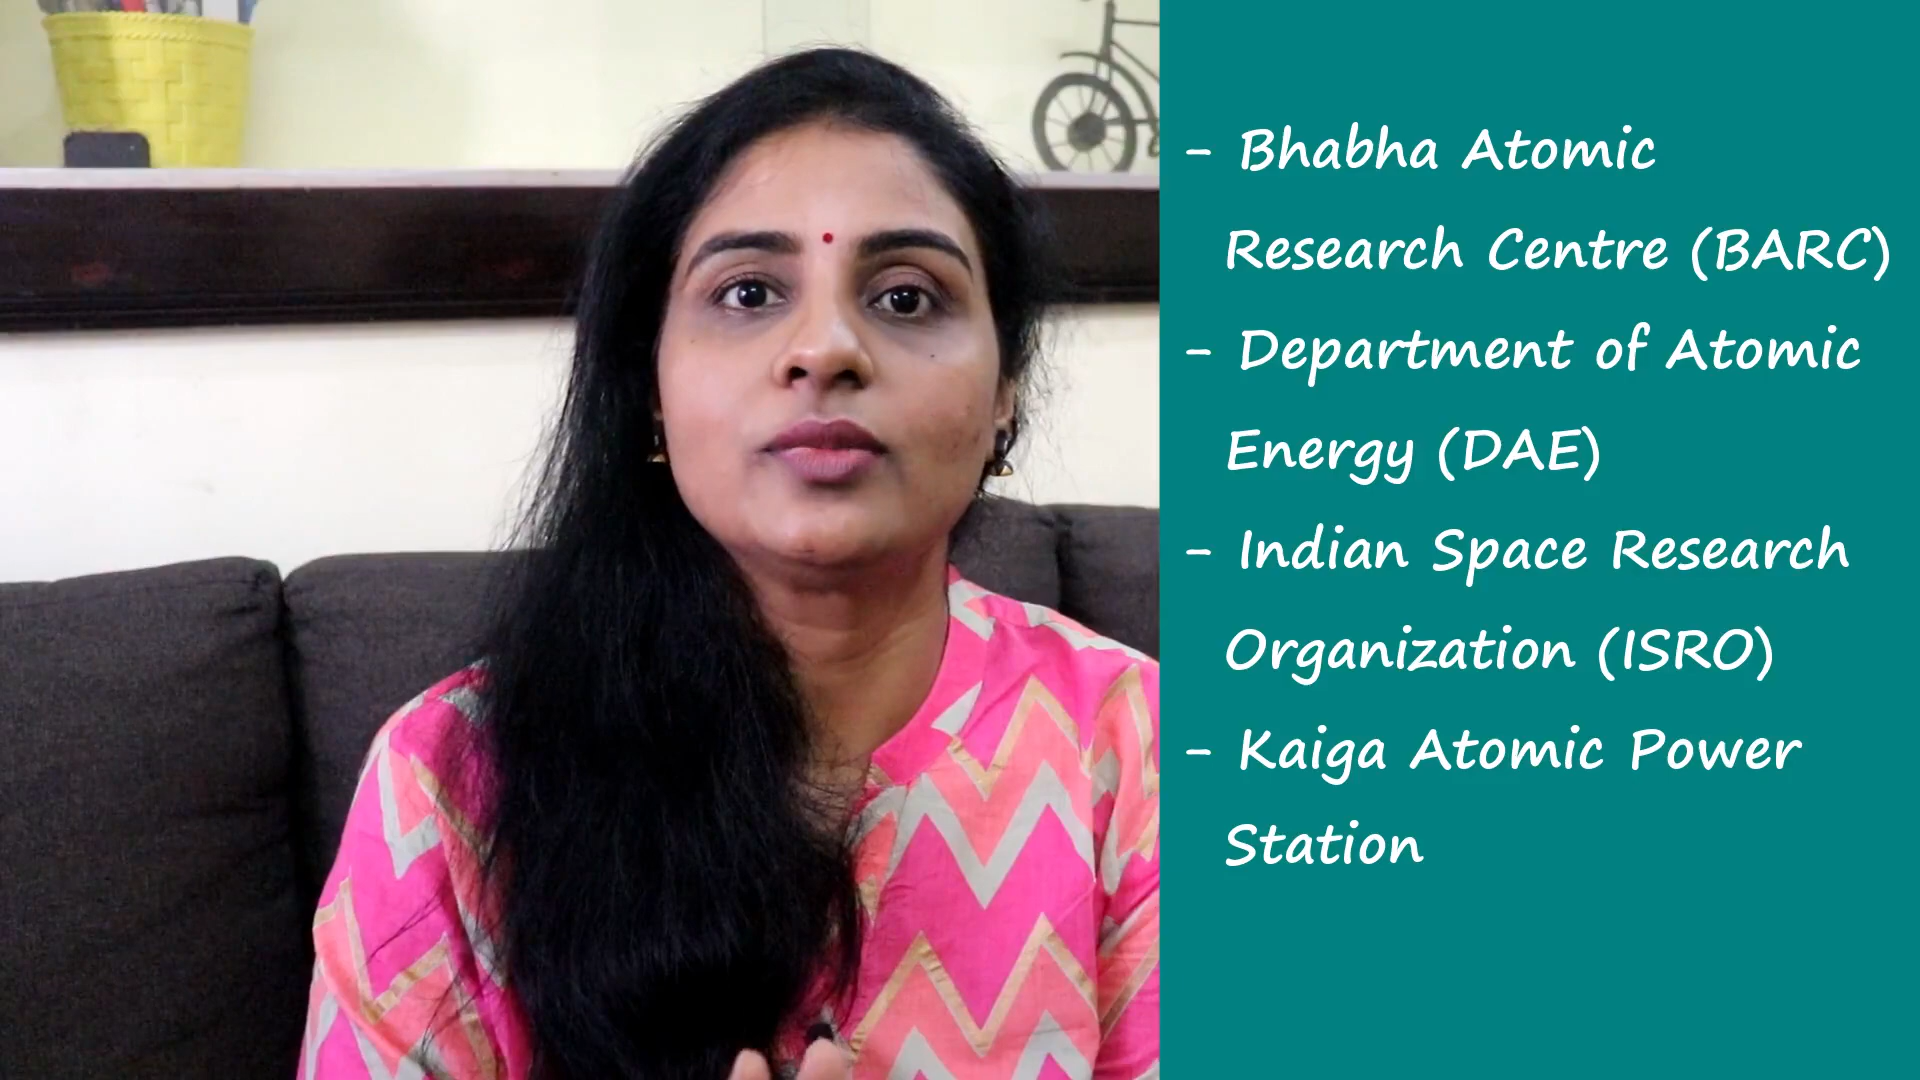 - Bhabha Atomic
Research Centre (BARC)
- Department of Atomic
Energy (DAE)
- Indian Space Research
Organization (ISRO)
- Kaiga Atomic Power
Station